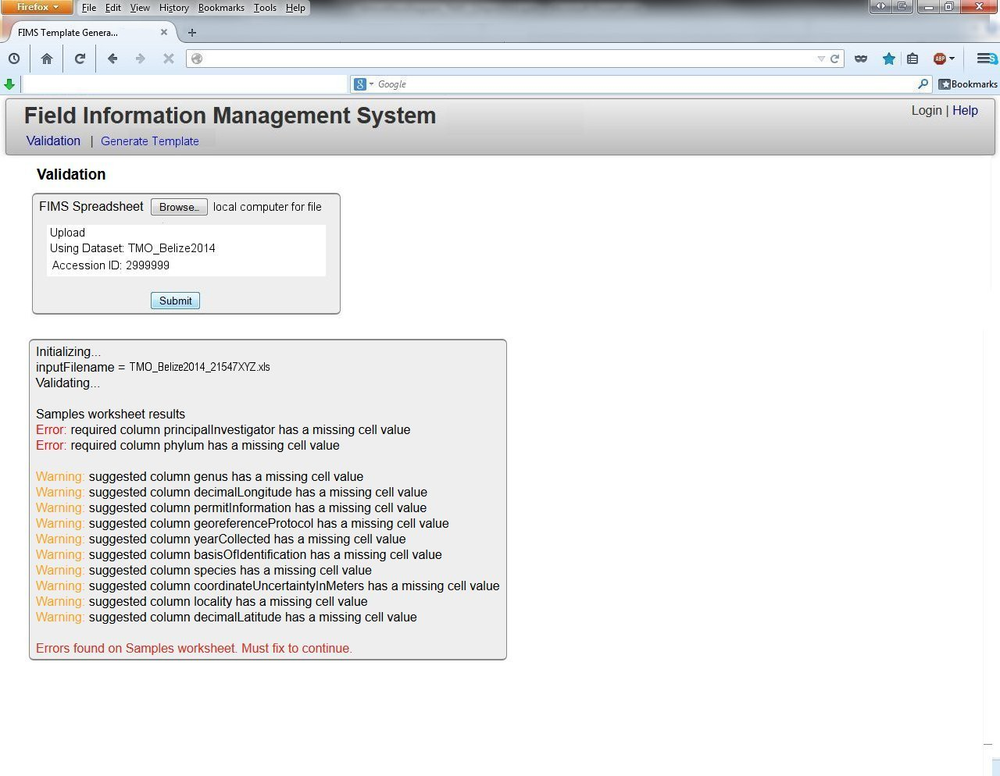 Firefox
File Edit View History Bookmarks Tools Help
FIMS Template Genera...
ABP
S
8 Google
Bookmarks
Field Information Management System
Login | Help
Validation | Generate Template
Validation
FIMS Spreadsheet Browse... local computer for file
Upload
Using Dataset: TMO_Belize2014
Accession ID: 2999999
Submit
Initializing...
inputFilename = TMO_Belize2014_21547XYZ.xls
Validating...
Samples worksheet results
Error: required column principalInvestigator has a missing cell value
Error: required column phylum has a missing cell value
Warning: suggested column genus has a missing cell value
Warning: suggested column decimalLongitude has a missing cell value
Warning: suggested column permitInformation has a missing cell value
Warning: suggested column georeferenceProtocol has a missing cell value
Warning: suggested column yearCollected has a missing cell value
Warning: suggested column basisOfIdentification has a missing cell value
Warning: suggested column species has a missing cell value
Warning: suggested column coordinateUncertaintyInMeters has a missing cell value
Warning: suggested column locality has a missing cell value
Warning: suggested column decimalLatitude has a missing cell value
Errors found on Samples worksheet. Must fix to continue.